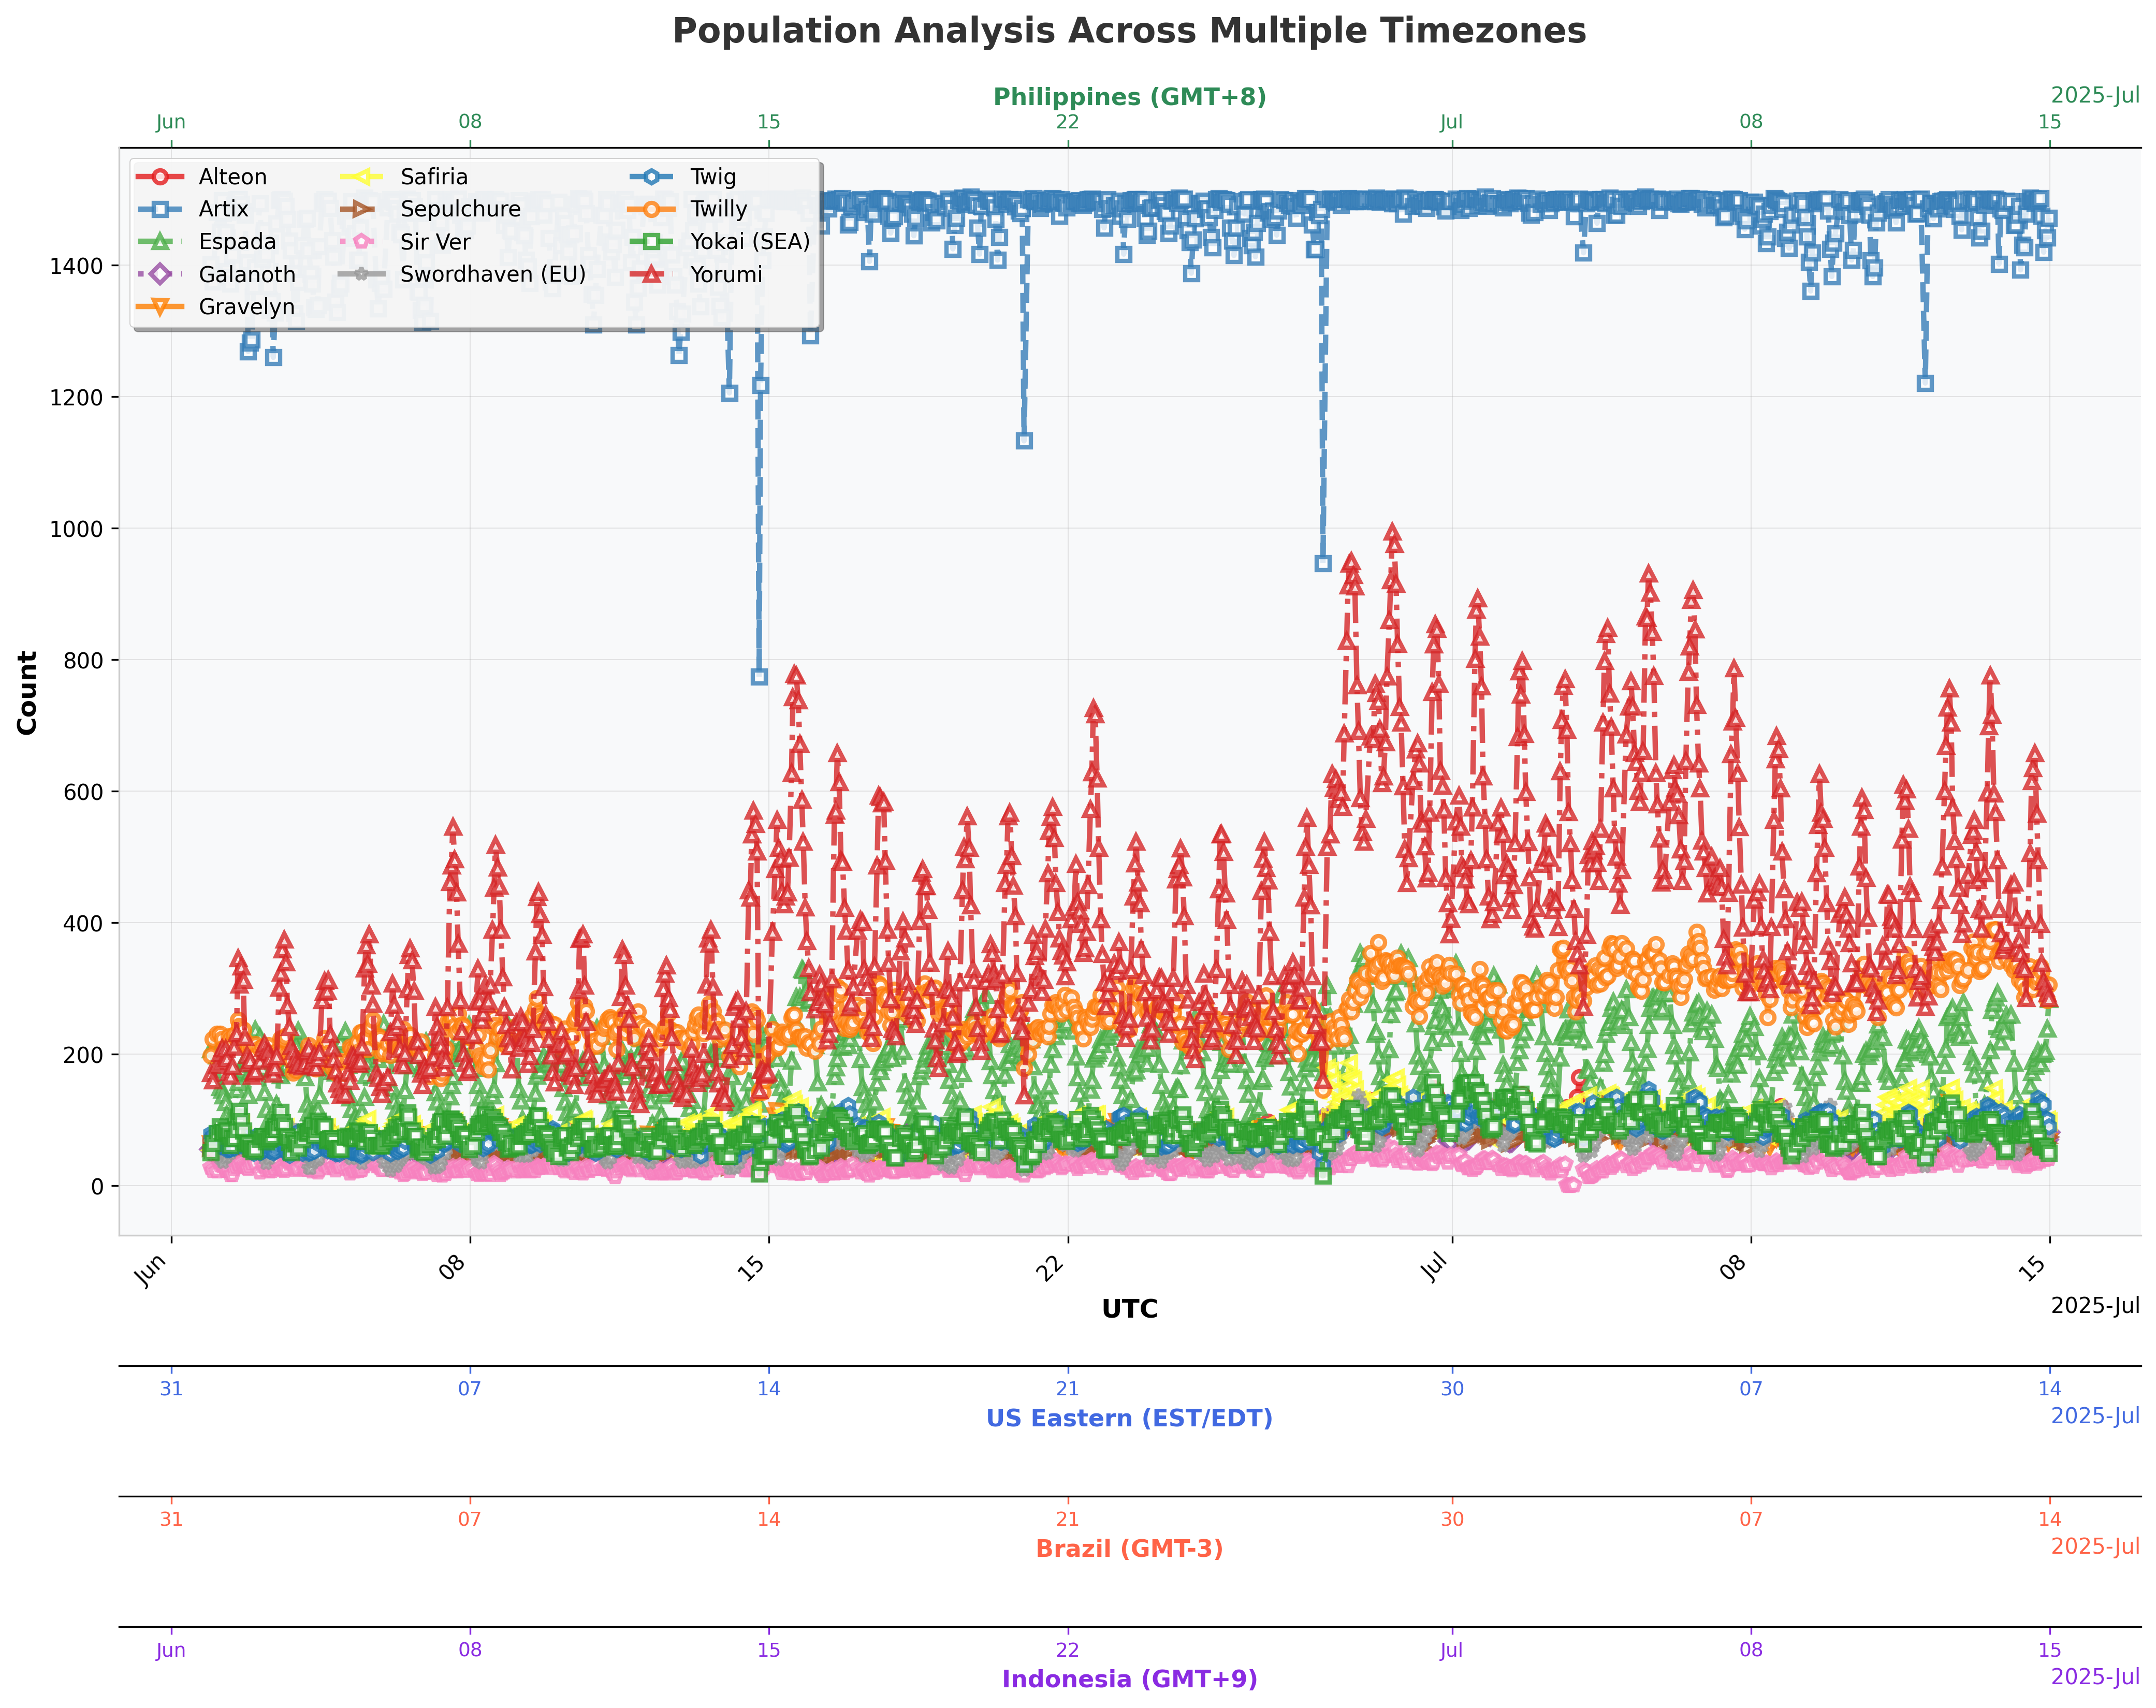 Population Analysis Across Multiple Timezones
Philippines (GMT+8)
2025-Jul
Jun 08 15 22 Jul 08 15
Alteon Safiria Twig
Artix Sepulchure Twilly
Espada Sir Ver Yokai (SEA)
Galanoth Swordhaven (EU) Yorumi
Gravelyn
1400
1200
1000
800
600
400
200
0
Count
Jun 08 15 22 Jul 08 15
UTC
2025-Jul
31 07 14 21 30 07 14
US Eastern (EST/EDT)
2025-Jul
31 07 14 21 30 07 14
Brazil (GMT-3)
2025-Jul
Jun 08 15 22 Jul 08 15
Indonesia (GMT+9)
2025-Jul